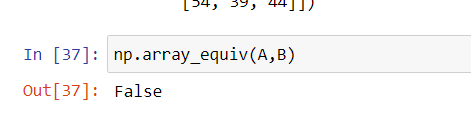 [54, 39, 44]])
In [37]: np.array_equiv(A,B)
Out[37]: False